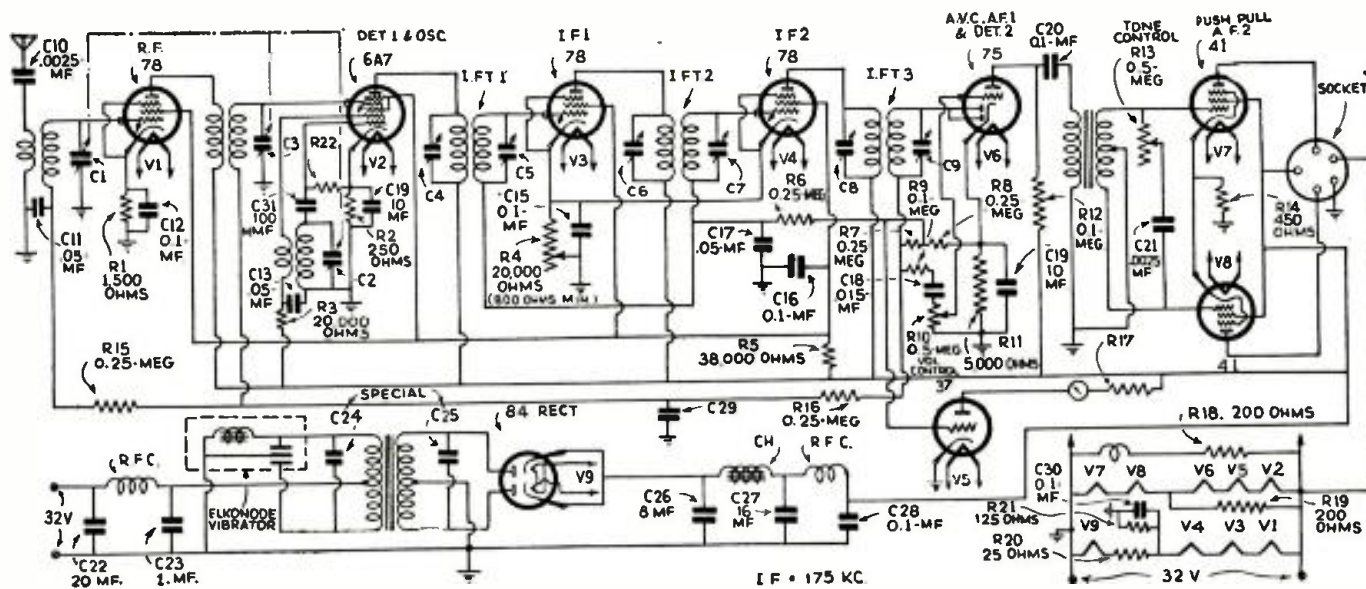 C10
.0025
MF
R.F.
78
V1
C1
C11
.05
MF
R1
1,500
OHMS
C12
0.1-
MF
DET 1 & OSC
6A7
V2
C3
R22
C31
100
MMF
C13
.05
MF
C19
10
MF
R2
250
OHMS
C2
R3
20,000
OHMS
I.FT 1
C4
C5
I F 1
78
V3
C15
0.1-
MF
R4
20,000
OHMS
(800 OHMS MIN.)
I.FT 2
C6
C7
I F 2
78
V4
R6
0.25-MEG
C17
.05-MF
C16
0.1-MF
I.FT 3
C8
C9
A.V.C., A.F.1
& DET. 2
75
V6
R9
0.1-
MEG
R8
0.25
MEG
R7
0.25
MEG
C18
.015-
MF
R10
0.5-MEG
VOL
CONTROL
R11
5,000 OHMS
C19
10
MF
C20
0.1-MF
R12
0.1-
MEG
TONE
CONTROL
R13
0.5-
MEG
C21
.0025
MF
PUSH PULL
A.F.2
41
V7
SOCKET
R14
450
OHMS
V8
41
R5
38,000 OHMS
R15
0.25-MEG
C29
R16
0.25-MEG
37
V5
R17
SPECIAL
C24
C25
84 RECT
V9
R.F.C.
ELKONODE
VIBRATOR
32V
C22
20 MF.
C23
1. MF.
C26
8 MF
CH
C27
16
MF
R.F.C.
C28
0.1-MF
R18. 200 OHMS
V7 V8 V6 V5 V2
C30
0.1
MF
R21
125 OHMS
R19
200
OHMS
V9 V4 V3 V1
R20
25 OHMS
32 V
I F = 175 KC.